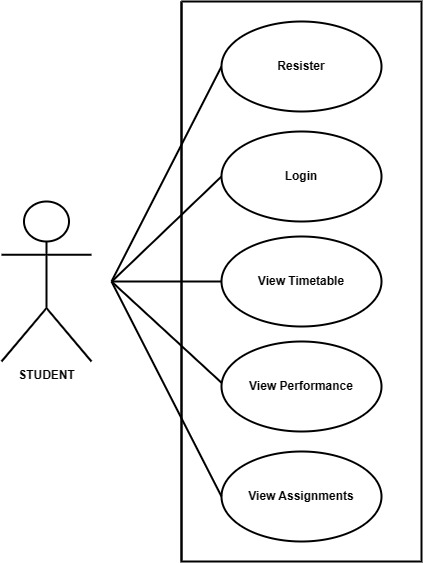 Resister
Login
View Timetable
View Performance
View Assignments
STUDENT